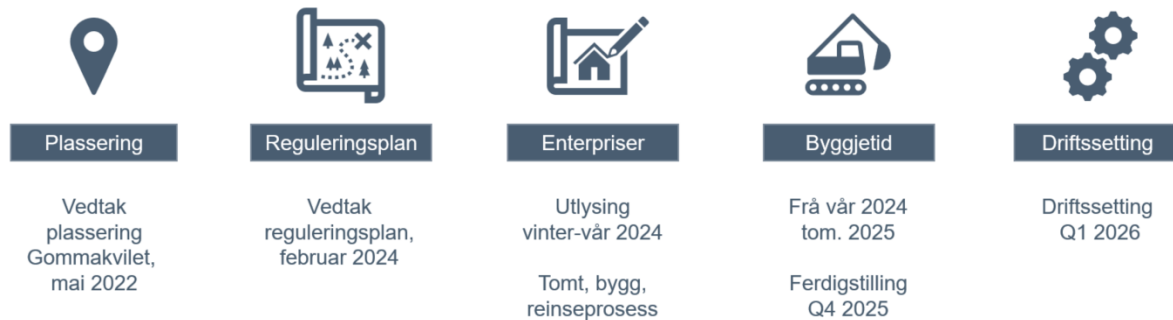 Plassering
Vedtak
plassering
Gommakvilet,
mai 2022
Reguleringsplan
Vedtak
reguleringsplan,
februar 2024
Enterpriser
Utlysing
vinter-vår 2024
Tomt, bygg,
reinseprosess
Byggjetid
Frå vår 2024
tom. 2025
Ferdigstilling
Q4 2025
Driftssetting
Driftssetting
Q1 2026